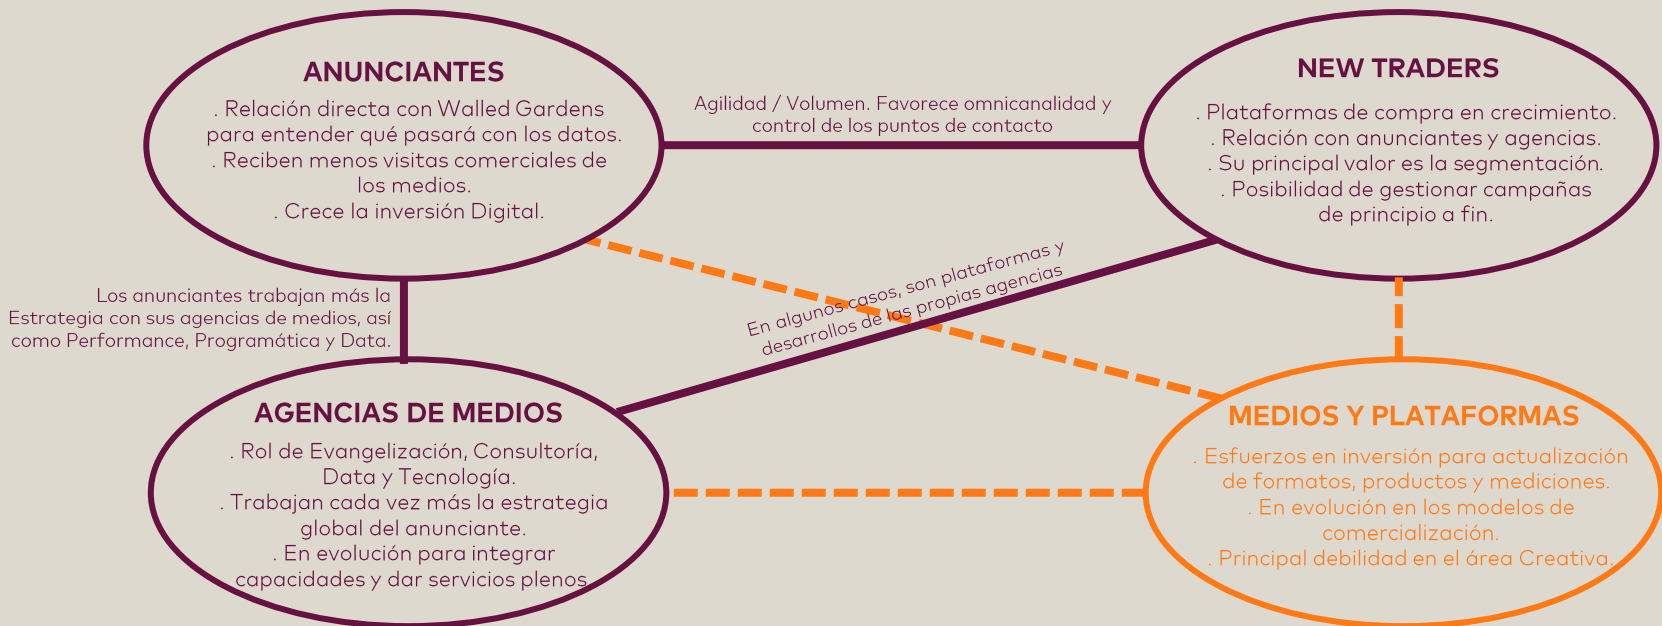 ANUNCIANTES
. Relación directa con Walled Gardens
para entender qué pasará con los datos.
. Reciben menos visitas comerciales de
los medios.
. Crece la inversión Digital.
Agilidad / Volumen. Favorece omnicanalidad y
control de los puntos de contacto
NEW TRADERS
. Plataformas de compra en crecimiento.
. Relación con anunciantes y agencias.
. Su principal valor es la segmentación.
. Posibilidad de gestionar campañas
de principio a fin.
Los anunciantes trabajan más la
Estrategia con sus agencias de medios, así
como Performance, Programática y Data.
En algunos casos, son plataformas y
desarrollos de las propias agencias
AGENCIAS DE MEDIOS
. Rol de Evangelización, Consultoría,
Data y Tecnología.
. Trabajan cada vez más la estrategia
global del anunciante.
. En evolución para integrar
capacidades y dar servicios plenos
MEDIOS Y PLATAFORMAS
. Esfuerzos en inversión para actualización
de formatos, productos y mediciones.
. En evolución en los modelos de
comercialización.
. Principal debilidad en el área Creativa.